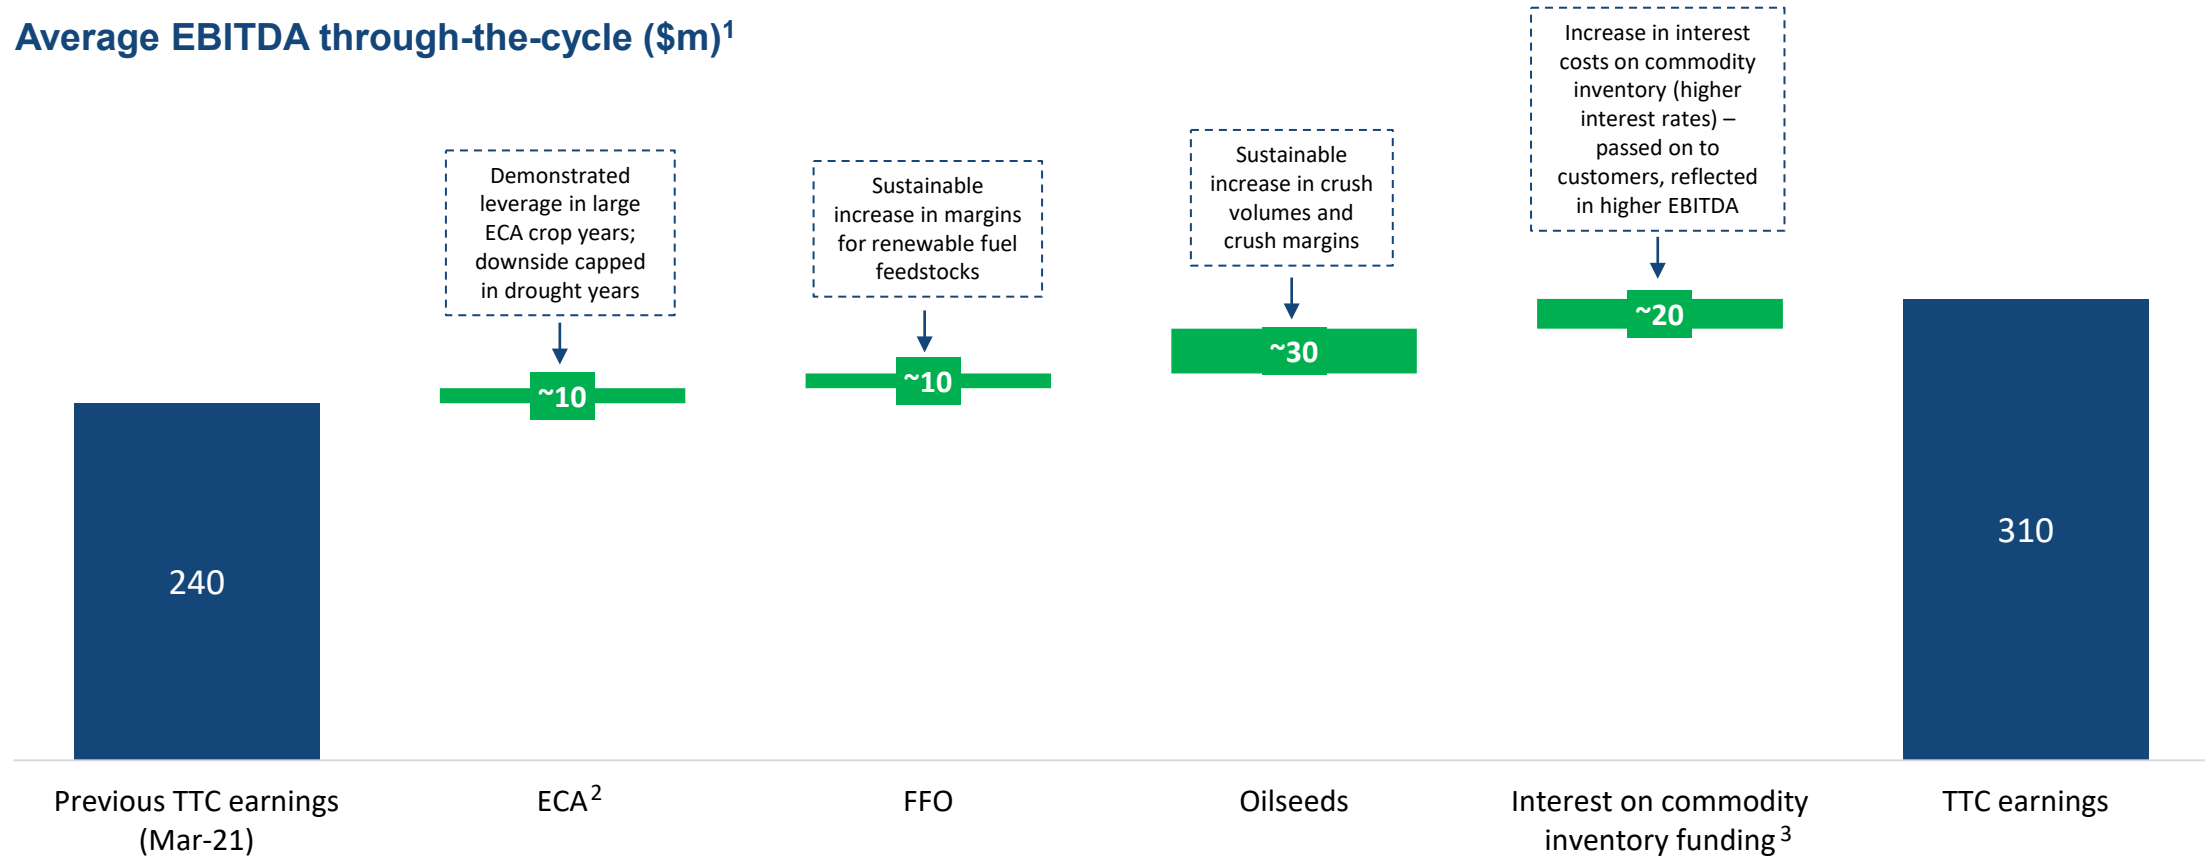 Average EBITDA through-the-cycle ($m)1
Demonstrated
leverage in large
ECA crop years;
downside capped
in drought years
Sustainable
increase in margins
for renewable fuel
feedstocks
Sustainable
increase in crush
volumes and
crush margins
Increase in interest
costs on commodity
inventory (higher
interest rates) –
passed on to
customers, reflected
in higher EBITDA
240
~10
~10
~30
~20
310
Previous TTC earnings
(Mar-21)
ECA2
FFO
Oilseeds
Interest on commodity
inventory funding3
TTC earnings